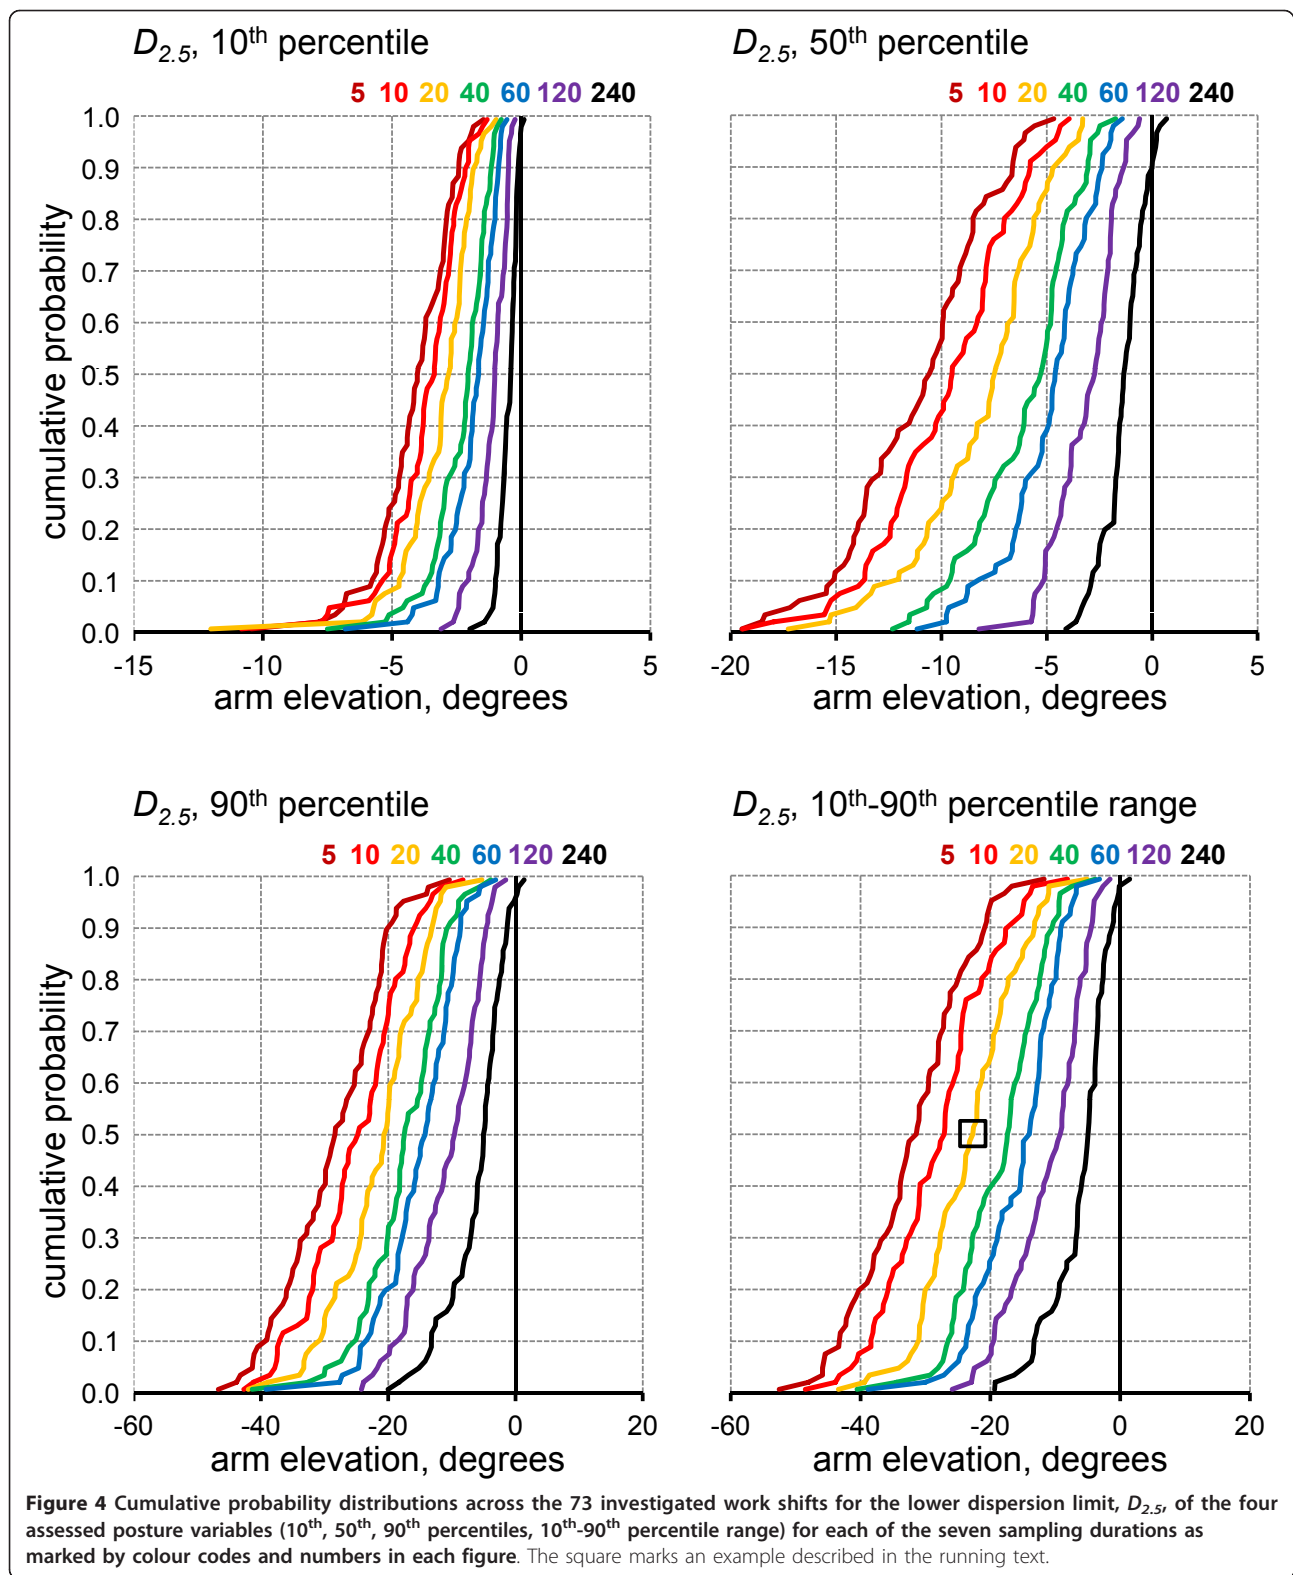 D2.5, 10th percentile
5 10 20 40 60 120 240
1.0
0.9
0.8
0.7
0.6
0.5
0.4
0.3
0.2
0.1
0.0
cumulative probability
-15 -10 -5 0 5
arm elevation, degrees
D2.5, 50th percentile
5 10 20 40 60 120 240
-20 -15 -10 -5 0 5
arm elevation, degrees
D2.5, 90th percentile
5 10 20 40 60 120 240
1.0
0.9
0.8
0.7
0.6
0.5
0.4
0.3
0.2
0.1
0.0
cumulative probability
-60 -40 -20 0 20
arm elevation, degrees
D2.5, 10th-90th percentile range
5 10 20 40 60 120 240
-60 -40 -20 0 20
arm elevation, degrees
Figure 4 Cumulative probability distributions across the 73 investigated work shifts for the lower dispersion limit, D2.5, of the four
assessed posture variables (10th, 50th, 90th percentiles, 10th-90th percentile range) for each of the seven sampling durations as
marked by colour codes and numbers in each figure. The square marks an example described in the running text.